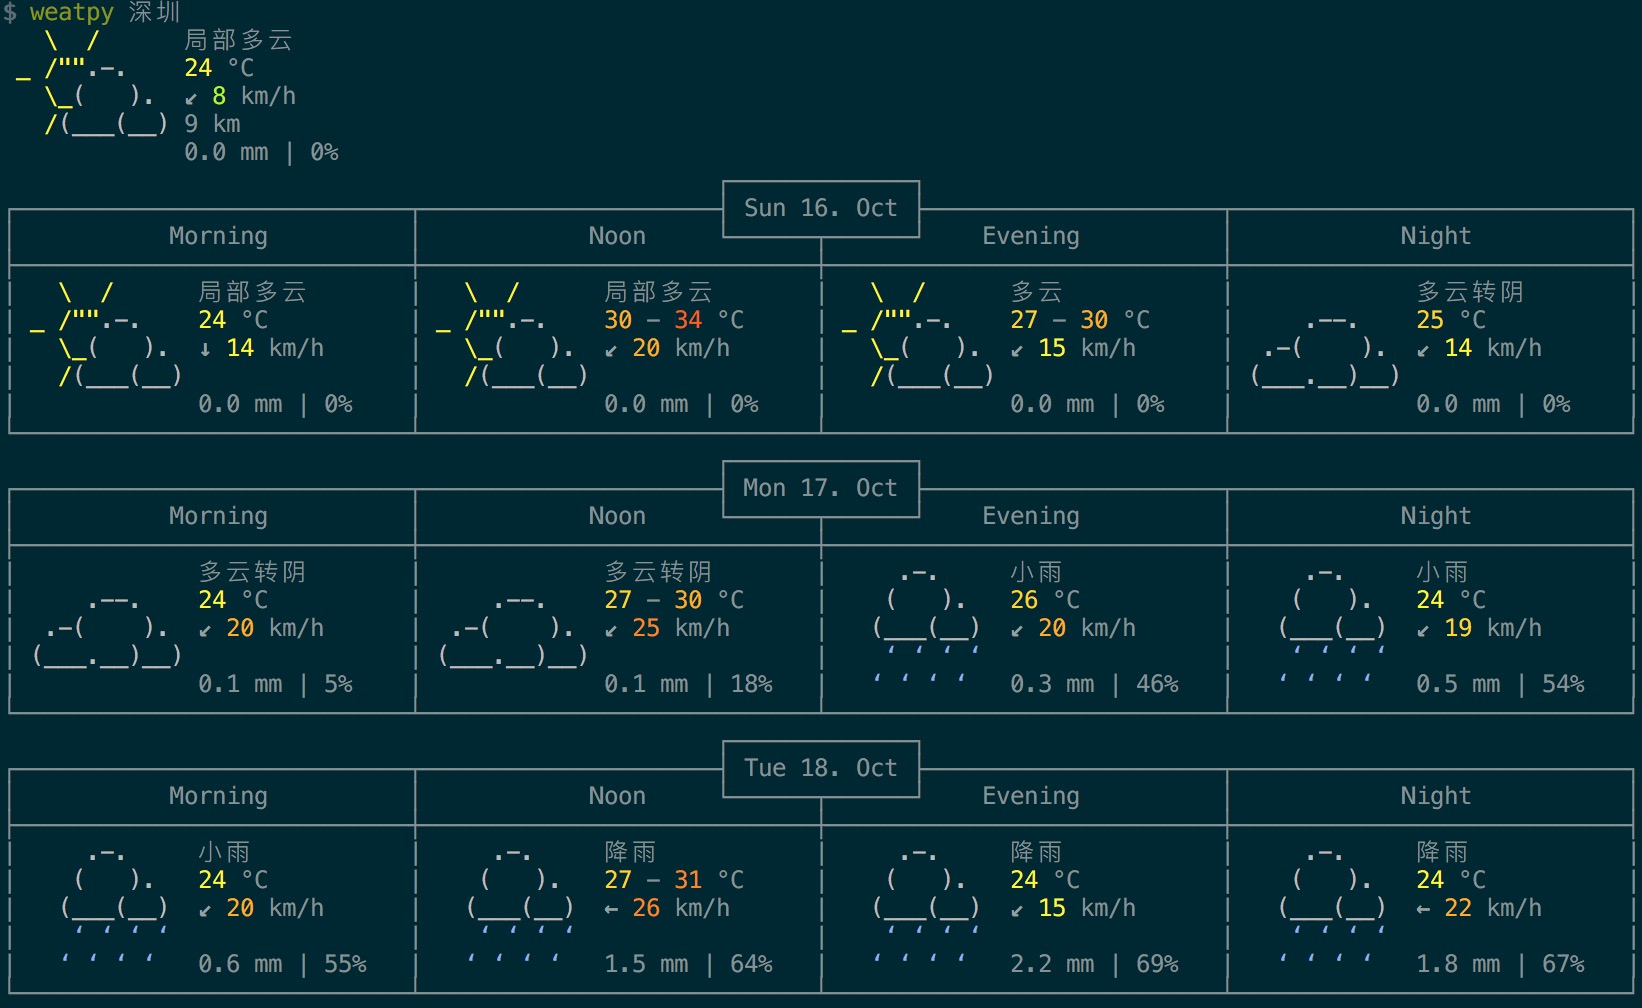 $ weatpy 深圳
局部多云
24 °C
↙ 8 km/h
9 km
0.0 mm | 0%
Sun 16. Oct
Morning Noon Evening Night
局部多云 局部多云 多云 多云转阴
24 °C 30 – 34 °C 27 – 30 °C 25 °C
↓ 14 km/h ↙ 20 km/h ↙ 15 km/h ↙ 14 km/h
0.0 mm | 0% 0.0 mm | 0% 0.0 mm | 0% 0.0 mm | 0%
Mon 17. Oct
Morning Noon Evening Night
多云转阴 多云转阴 小雨 小雨
24 °C 27 – 30 °C 26 °C 24 °C
↙ 20 km/h ↙ 25 km/h ↙ 20 km/h ↙ 19 km/h
0.1 mm | 5% 0.1 mm | 18% 0.3 mm | 46% 0.5 mm | 54%
Tue 18. Oct
Morning Noon Evening Night
小雨 降雨 降雨 降雨
24 °C 27 – 31 °C 24 °C 24 °C
↙ 20 km/h ← 26 km/h ↙ 15 km/h ← 22 km/h
0.6 mm | 55% 1.5 mm | 64% 2.2 mm | 69% 1.8 mm | 67%